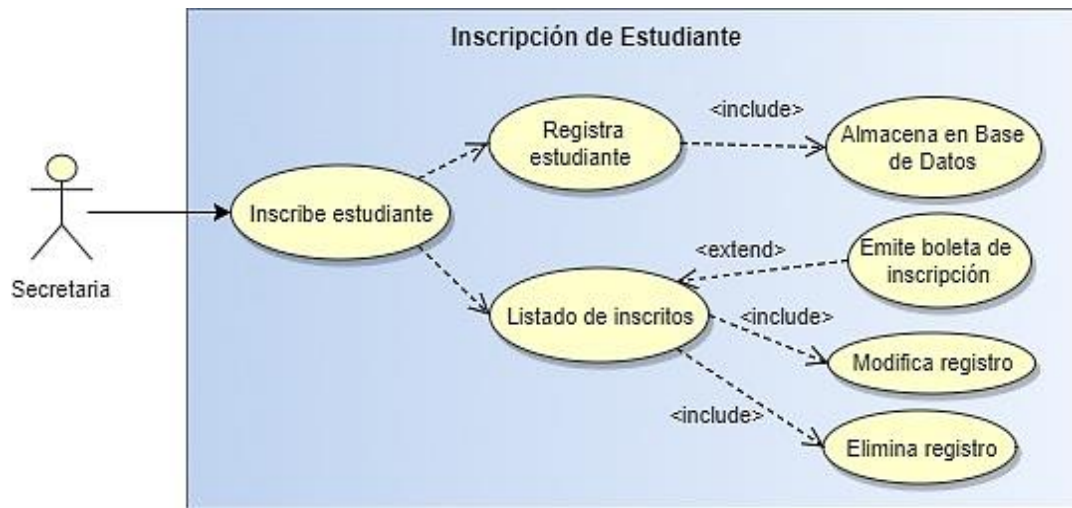 Inscripción de Estudiante
Registra
estudiante
<include>
Almacena en Base
de Datos
Inscribe estudiante
Secretaria
<extend>
Emite boleta de
inscripción
Listado de inscritos
<include>
Modifica registro
<include>
Elimina registro